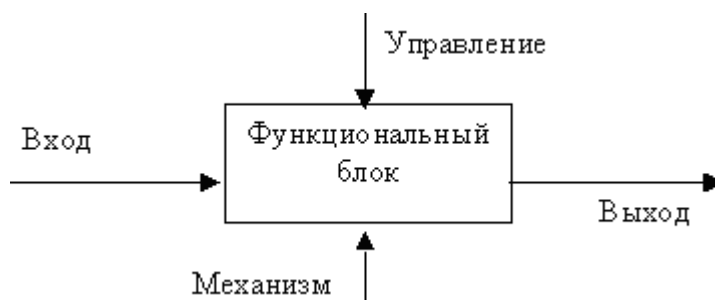 Управление
Вход
Функциональный
блок
Выход
Механизм